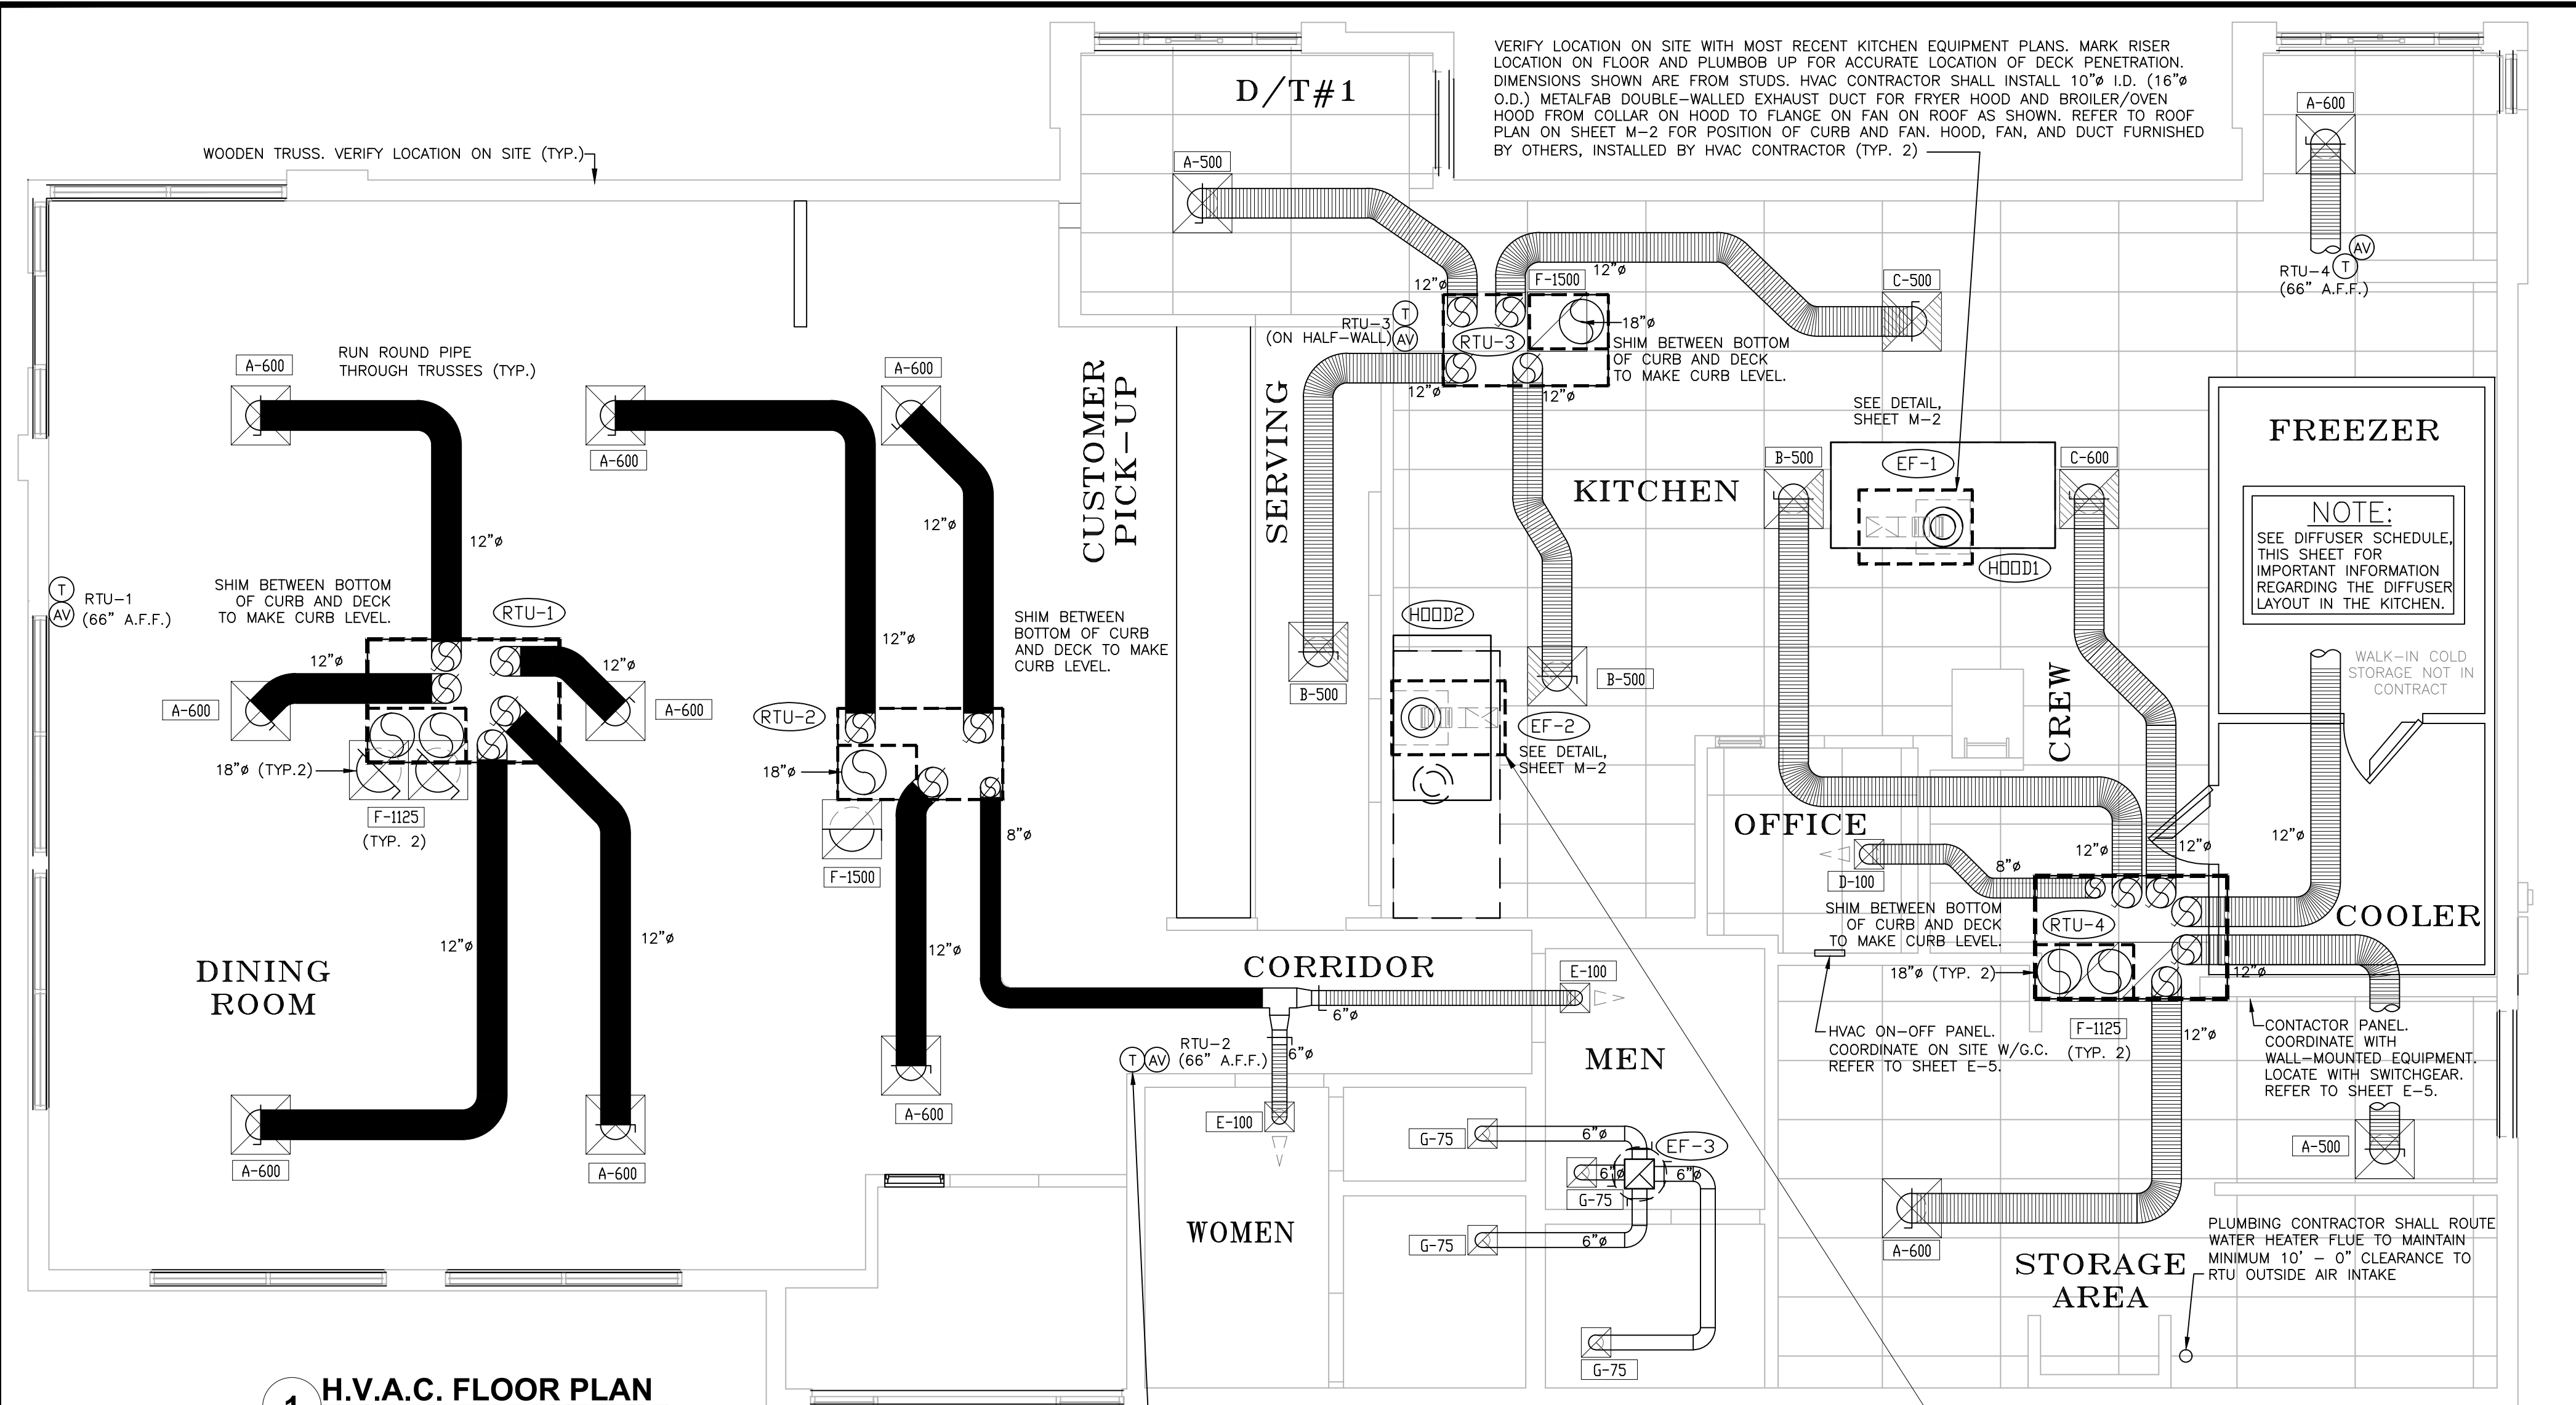 VERIFY LOCATION ON SITE WITH MOST RECENT KITCHEN EQUIPMENT PLANS. MARK RISER
LOCATION ON FLOOR AND PLUMBOB UP FOR ACCURATE LOCATION OF DECK PENETRATION.
DIMENSIONS SHOWN ARE FROM STUDS. HVAC CONTRACTOR SHALL INSTALL 10"ø I.D. (16"ø
O.D.) METALFAB DOUBLE-WALLED EXHAUST DUCT FOR FRYER HOOD AND BROILER/OVEN
HOOD FROM COLLAR ON HOOD TO FLANGE ON FAN ON ROOF AS SHOWN. REFER TO ROOF
PLAN ON SHEET M-2 FOR POSITION OF CURB AND FAN. HOOD, FAN, AND DUCT FURNISHED
BY OTHERS, INSTALLED BY HVAC CONTRACTOR (TYP. 2)
D/T#1
WOODEN TRUSS. VERIFY LOCATION ON SITE (TYP.)
A-500
A-600
AV
RTU-4
T
(66" A.F.F.)
12"ø
12"ø
F-1500
C-500
RTU-3
(ON HALF-WALL)
T
AV
RTU-3
18"ø
SHIM BETWEEN BOTTOM
OF CURB AND DECK
TO MAKE CURB LEVEL.
12"ø
12"ø
A-600
RUN ROUND PIPE
THROUGH TRUSSES (TYP.)
A-600
A-600
CUSTOMER
PICK-UP
SERVING
SEE DETAIL,
SHEET M-2
B-500
EF-1
C-600
KITCHEN
HOOD1
FREEZER
NOTE:
SEE DIFFUSER SCHEDULE,
THIS SHEET FOR
IMPORTANT INFORMATION
REGARDING THE DIFFUSER
LAYOUT IN THE KITCHEN.
WALK-IN COLD
STORAGE NOT IN
CONTRACT
12"ø
12"ø
T
AV
RTU-1
(66" A.F.F.)
SHIM BETWEEN BOTTOM
OF CURB AND DECK
TO MAKE CURB LEVEL.
RTU-1
12"ø
12"ø
12"ø
SHIM BETWEEN
BOTTOM OF CURB
AND DECK TO MAKE
CURB LEVEL.
HOOD2
B-500
B-500
A-600
A-600
RTU-2
EF-2
SEE DETAIL,
SHEET M-2
CREW
18"ø (TYP.2)
18"ø
F-1125
(TYP. 2)
F-1500
8"ø
OFFICE
12"ø
12"ø
12"ø
D-100
8"ø
SHIM BETWEEN BOTTOM
OF CURB AND DECK
TO MAKE CURB LEVEL.
RTU-4
COOLER
12"ø
12"ø
12"ø
DINING
ROOM
CORRIDOR
E-100
18"ø (TYP. 2)
12"ø
6"ø
HVAC ON-OFF PANEL.
COORDINATE ON SITE W/G.C.
REFER TO SHEET E-5.
F-1125
(TYP. 2)
12"ø
CONTACTOR PANEL.
COORDINATE WITH
WALL-MOUNTED EQUIPMENT.
LOCATE WITH SWITCHGEAR.
REFER TO SHEET E-5.
T
AV
RTU-2
(66" A.F.F.)
6"ø
MEN
A-600
E-100
G-75
6"ø
EF-3
A-500
A-600
A-600
6"ø
6"ø
G-75
WOMEN
G-75
6"ø
A-600
PLUMBING CONTRACTOR SHALL ROUTE
WATER HEATER FLUE TO MAINTAIN
MINIMUM 10' - 0" CLEARANCE TO
RTU OUTSIDE AIR INTAKE
STORAGE
AREA
G-75
1
H.V.A.C. FLOOR PLAN